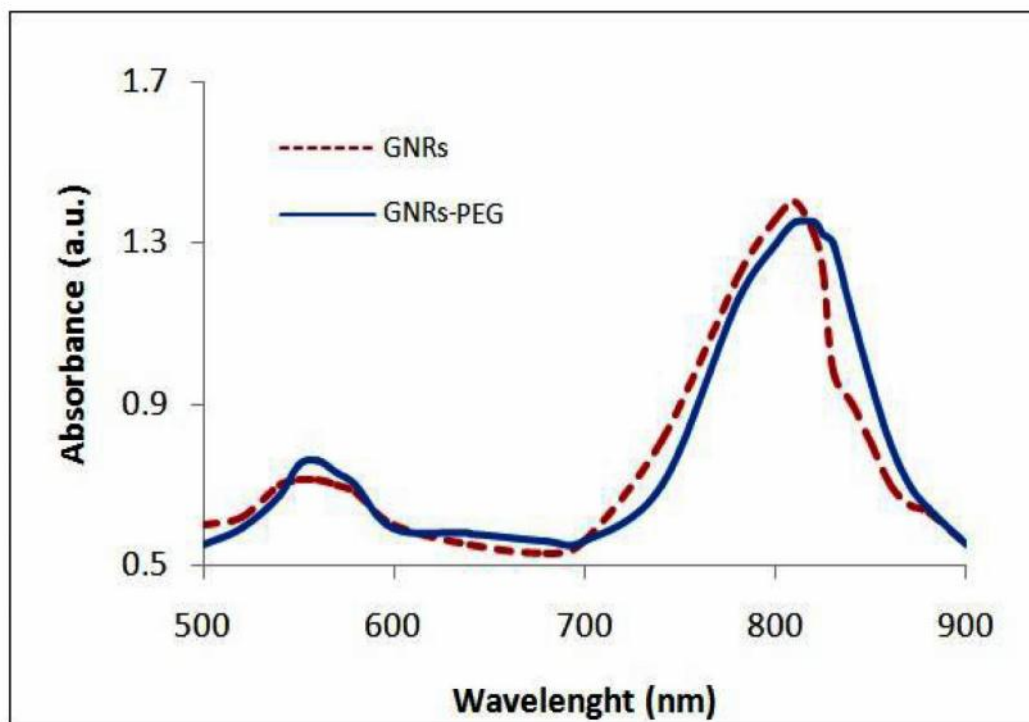 1.7
1.3
0.9
0.5
Absorbance (a.u.)
GNRs
GNRs-PEG
500 600 700 800 900
Wavelenght (nm)